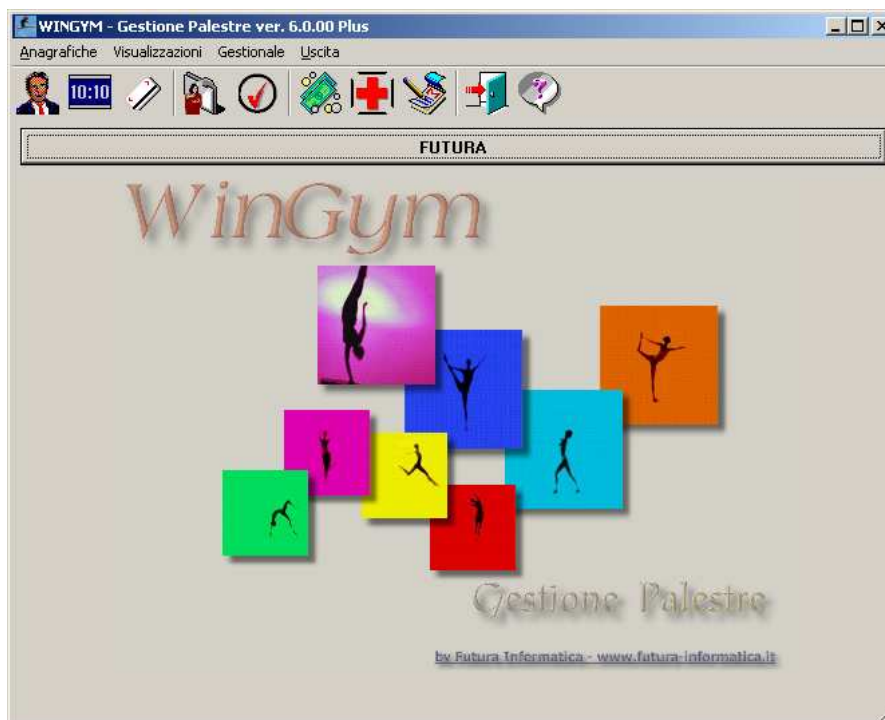 WINGYM - Gestione Palestre ver. 6.0.00 Plus
Anagrafiche Visualizzazioni Gestionale Uscita
10:10
FUTURA
WinGym
Gestione Palestre
by Futura Informatica - www.futura-informatica.it